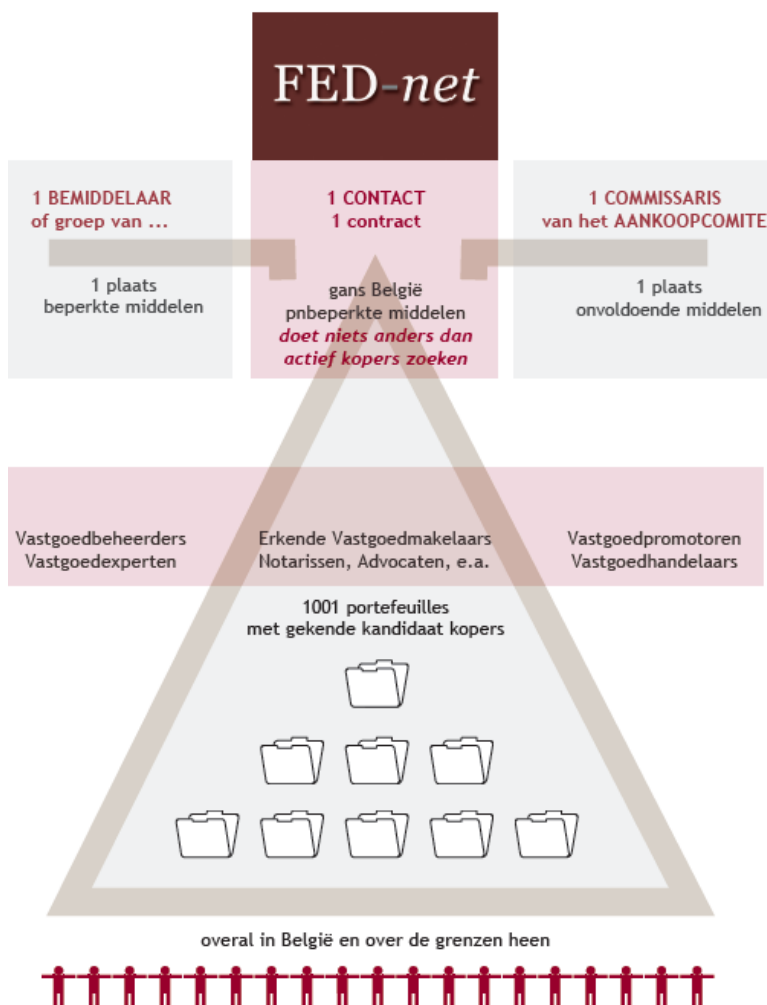 FED-net
1 BEMIDDELAAR
of groep van ...
1 plaats
beperkte middelen
1 CONTACT
1 contract
gans België
pnbeperkte middelen
doet niets anders dan
actief kopers zoeken
1 COMMISSARIS
van het AANKOOPCOMITE
1 plaats
onvoldoende middelen
Vastgoedbeheerders
Vastgoedexperten
Erkende Vastgoedmakelaars
Notarissen, Advocaten, e.a.
Vastgoedpromotoren
Vastgoedhandelaars
1001 portefeuilles
met gekende kandidaat kopers
overal in België en over de grenzen heen